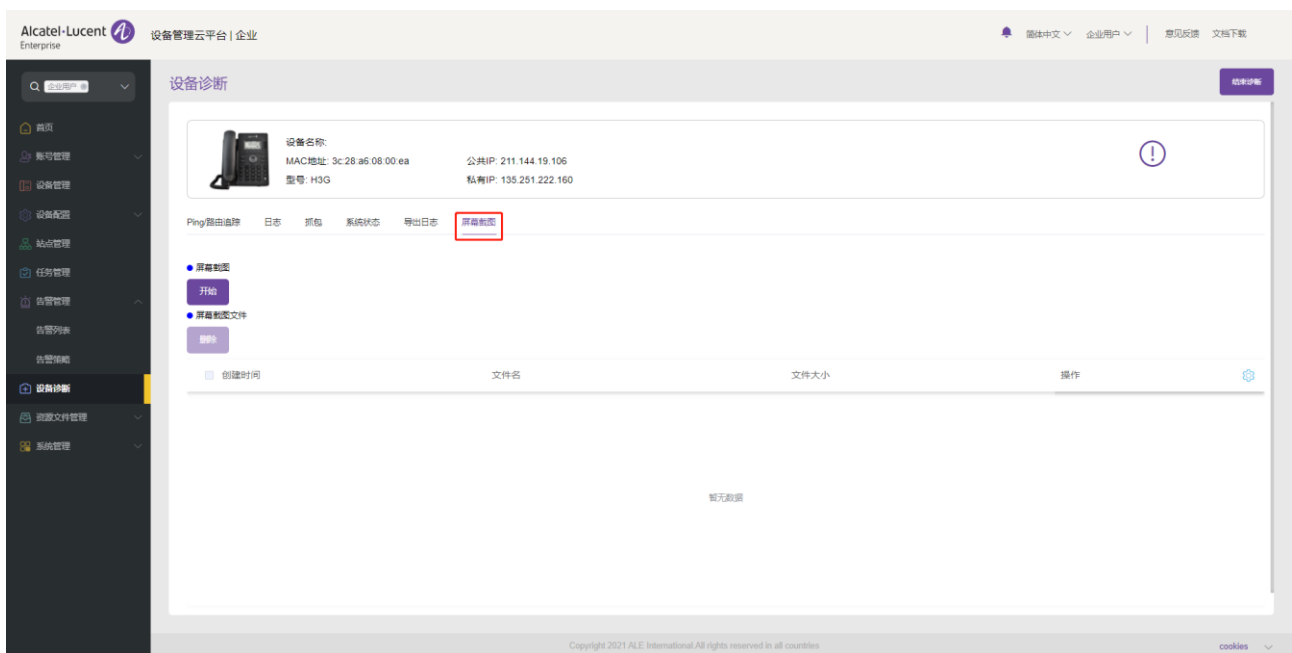 Alcatel·Lucent
Enterprise
设备管理云平台 | 企业
简体中文
企业用户
意见反馈
文档下载
企业用户
首页
账号管理
设备管理
设备配置
站点管理
任务管理
告警管理
告警列表
告警策略
设备诊断
资源文件管理
系统管理
设备诊断
结束诊断
设备名称:
MAC地址: 3c:28:a6:08:00:ea
公共IP: 211.144.19.106
型号: H3G
私有IP: 135.251.222.160
Ping/路由追踪
日志
抓包
系统状态
导出日志
屏幕截图
屏幕截图
开始
屏幕截图文件
删除
创建时间
文件名
文件大小
操作
暂无数据
Copyright 2021 ALE International.All rights reserved in all countries
cookies